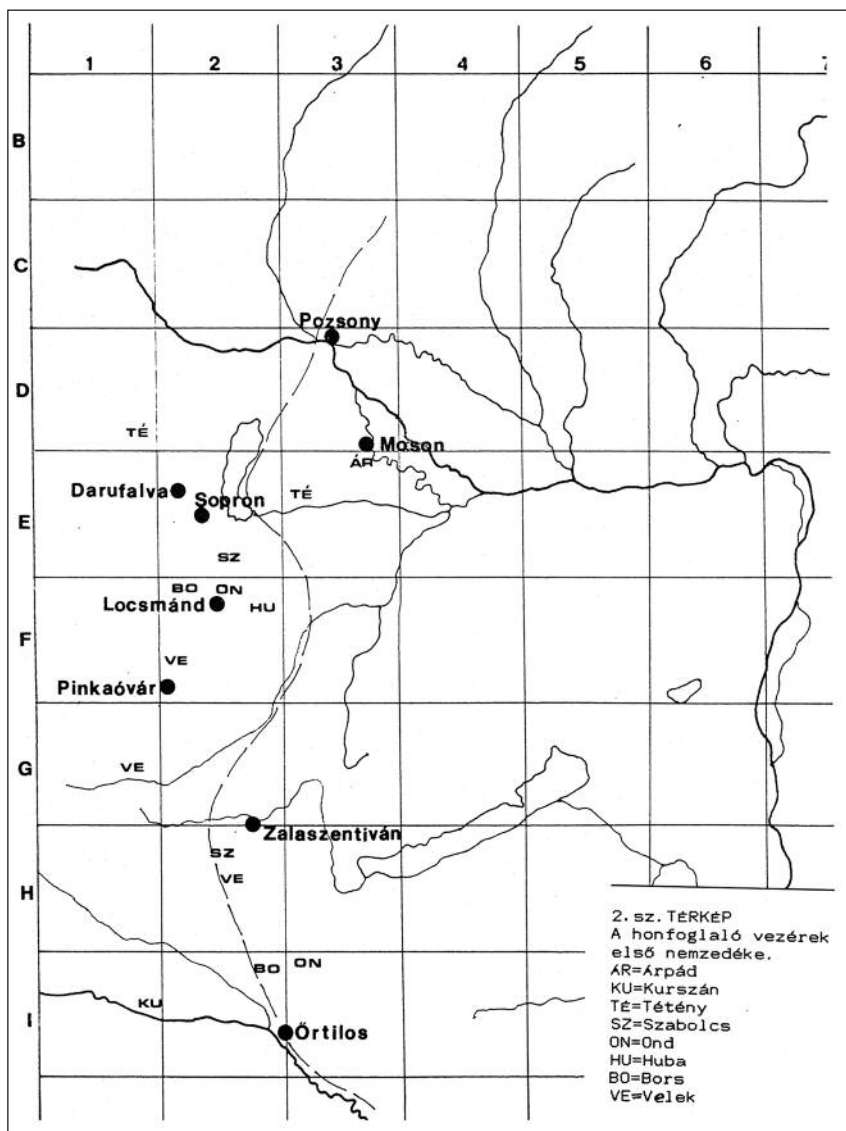 1 2 3 4 5 6 7
B
C
Pozsony
D
TÉ
Moson
ÁR
Darufalva
TÉ
Sopron
E
SZ
BO ON
Locsmánd HU
F
VE
Pinkaóvár
G
VE
Zalaszentiván
SZ
VE
H
2. sz. TÉRKÉP
A honfoglaló vezérek
első nemzedéke.
ÁR=Árpád
KU=Kurszán
TÉ=Tétény
SZ=Szabolcs
ON=Ond
HU=Huba
BO=Bors
VE=Velek
BO ON
KU
I
Őrtilos